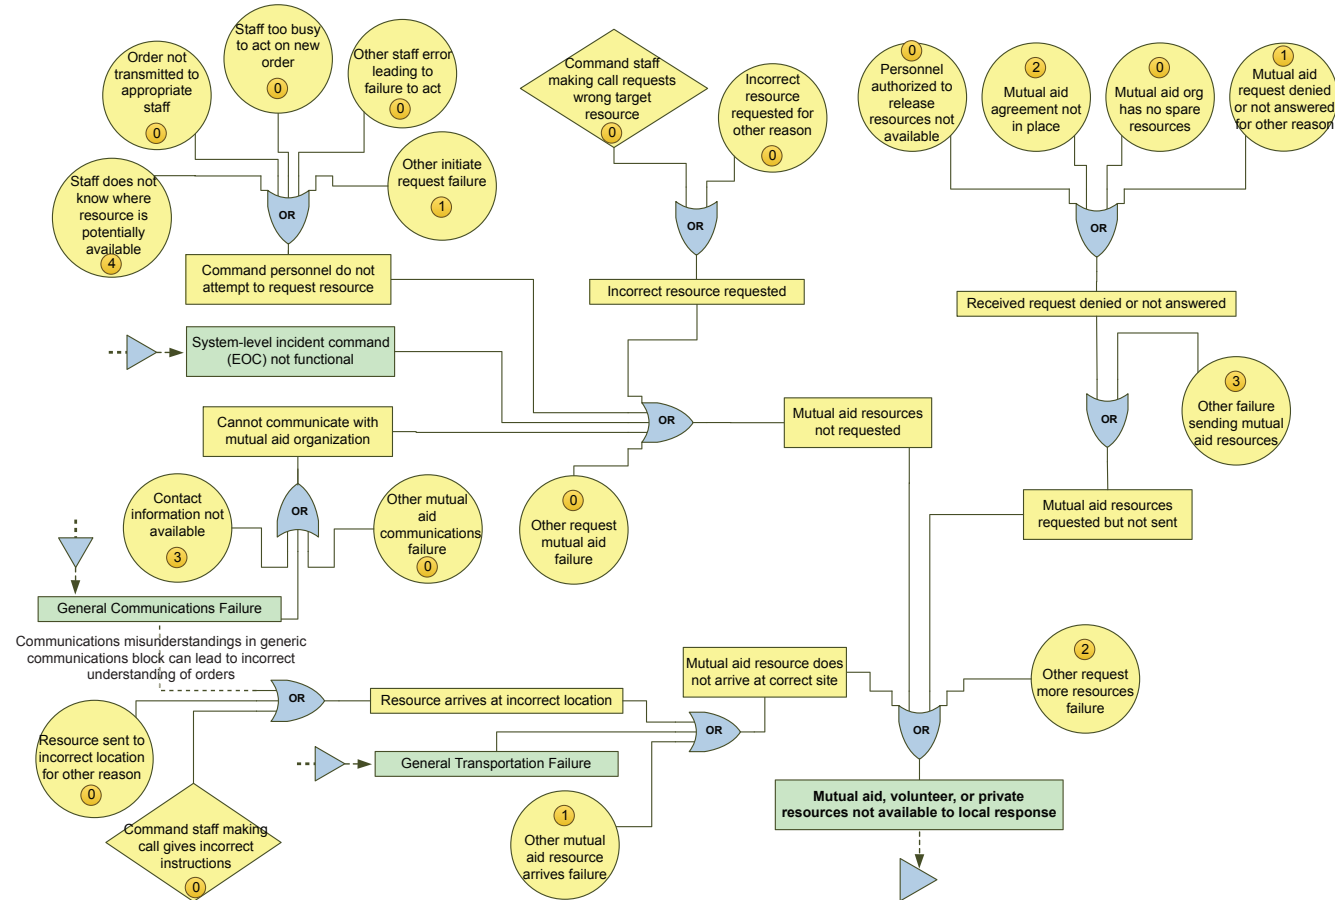 Order not
transmitted to
appropriate
staff
0
Staff too busy
to act on new
order
0
Other staff error
leading to
failure to act
0
Staff does not
know where
resource is
potentially
available
4
Other initiate
request failure
1
OR
Command personnel do not
attempt to request resource
Command staff
making call requests
wrong target
resource
0
Incorrect
resource
requested for
other reason
0
OR
Incorrect resource requested
0
Personnel
authorized to
release
resources not
available
2
Mutual aid
agreement not
in place
0
Mutual aid org
has no spare
resources
1
Mutual aid
request denied
or not answered
for other reason
OR
Received request denied or not answered
3
Other failure
sending mutual
aid resources
OR
Mutual aid resources
requested but not sent
System-level incident command
(EOC) not functional
Cannot communicate with
mutual aid organization
OR
Contact
information not
available
3
Other mutual
aid
communications
failure
0
General Communications Failure
Communications misunderstandings in generic
communications block can lead to incorrect
understanding of orders
OR
Mutual aid resources
not requested
0
Other request
mutual aid
failure
Resource sent to
incorrect location
for other reason
0
Command staff making
call gives incorrect
instructions
0
OR
Resource arrives at incorrect location
General Transportation Failure
1
Other mutual
aid resource
arrives failure
OR
Mutual aid resource does
not arrive at correct site
2
Other request
more resources
failure
OR
Mutual aid, volunteer, or private
resources not available to local response